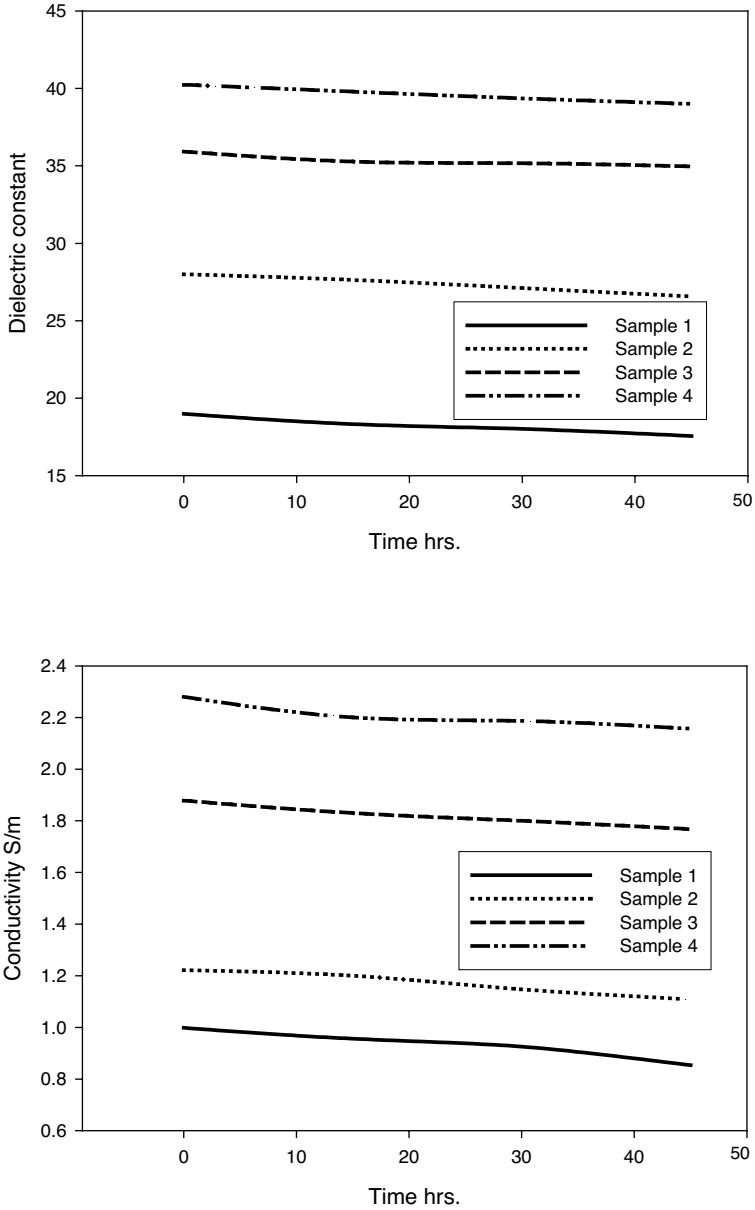 45
40
35
30
25
20
15
Dielectric constant
Sample 1
Sample 2
Sample 3
Sample 4
0 10 20 30 40 50
Time hrs.
2.4
2.2
2.0
1.8
1.6
1.4
1.2
1.0
0.8
0.6
Conductivity S/m
Sample 1
Sample 2
Sample 3
Sample 4
0 10 20 30 40 50
Time hrs.